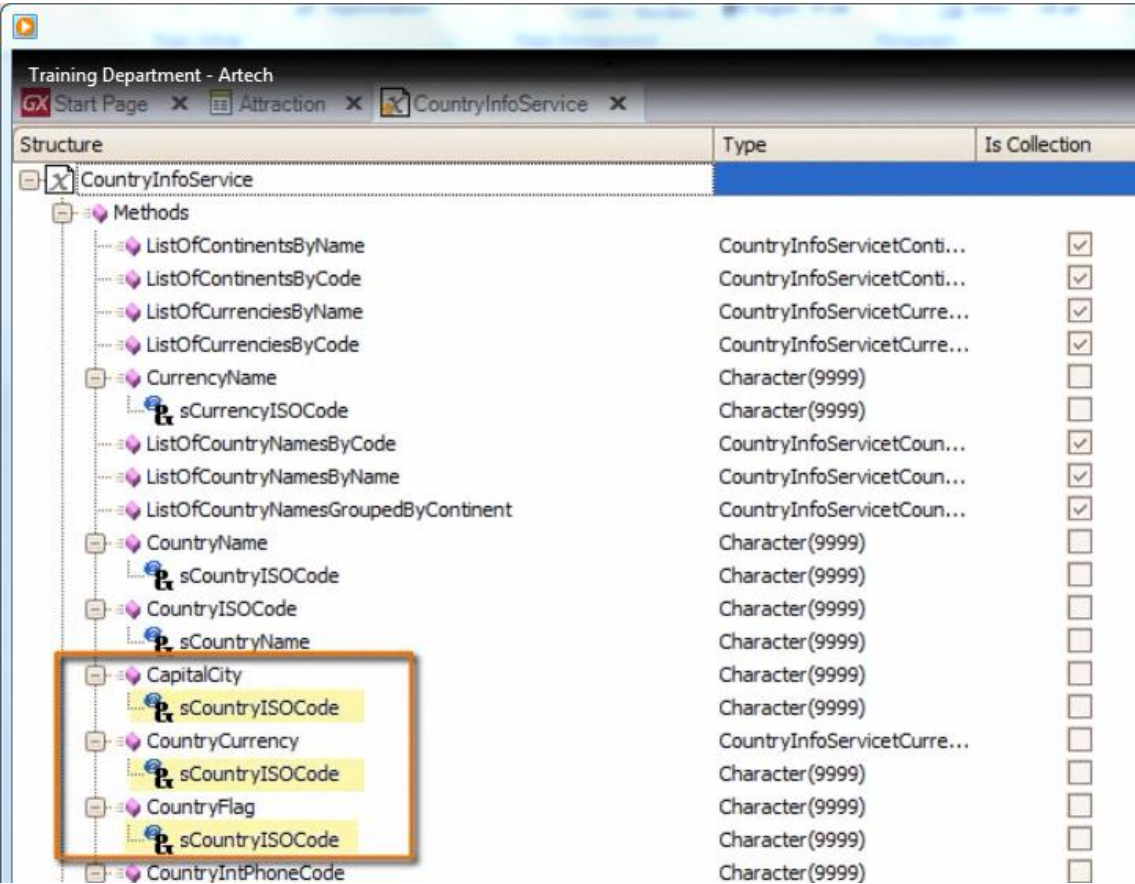 Training Department - Artech
GX Start Page Attraction CountryInfoService
Structure Type Is Collection
CountryInfoService
Methods
ListOfContinentsByName CountryInfoServicetConti...
ListOfContinentsByCode CountryInfoServicetConti...
ListOfCurrenciesByName CountryInfoServicetCurre...
ListOfCurrenciesByCode CountryInfoServicetCurre...
CurrencyName Character(9999)
sCurrencyISOCode Character(9999)
ListOfCountryNamesByCode CountryInfoServicetCoun...
ListOfCountryNamesByName CountryInfoServicetCoun...
ListOfCountryNamesGroupedByContinent CountryInfoServicetCoun...
CountryName Character(9999)
sCountryISOCode Character(9999)
CountryISOCode Character(9999)
sCountryName Character(9999)
CapitalCity Character(9999)
sCountryISOCode Character(9999)
CountryCurrency CountryInfoServicetCurre...
sCountryISOCode Character(9999)
CountryFlag Character(9999)
sCountryISOCode Character(9999)
CountryIntPhoneCode Character(9999)